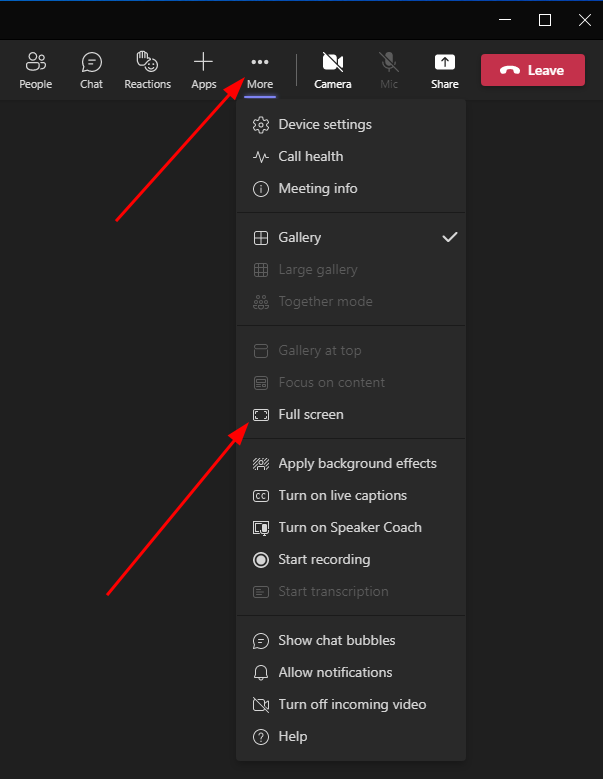 People Chat Reactions Apps More Camera Mic Share Leave
Device settings
Call health
Meeting info
Gallery
Large gallery
Together mode
Gallery at top
Focus on content
Full screen
Apply background effects
CC Turn on live captions
Turn on Speaker Coach
Start recording
Start transcription
Show chat bubbles
Allow notifications
Turn off incoming video
Help